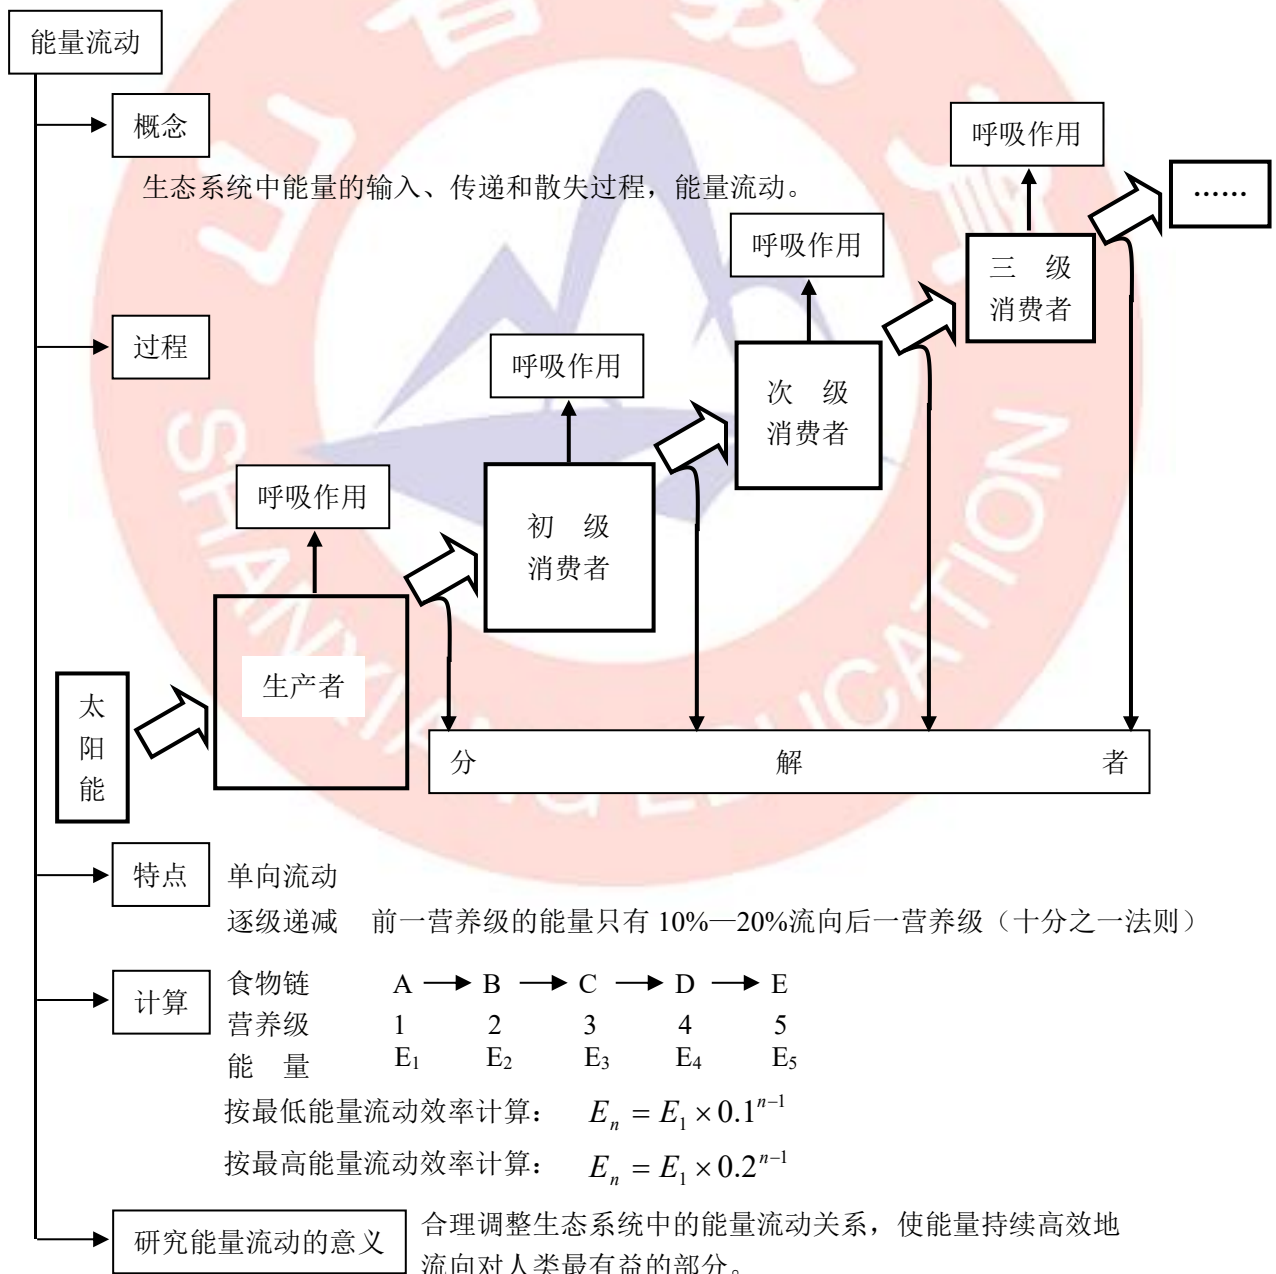 能量流动
概念
呼吸作用
生态系统中能量的输入、传递和散失过程，能量流动。
……
呼吸作用
三 级
消费者
过程
呼吸作用
次 级
消费者
呼吸作用
初 级
消费者
生产者
太
阳
能
分 解 者
特点 单向流动
逐级递减 前一营养级的能量只有 10%—20%流向后一营养级（十分之一法则）
计算
食物链 A B C D E
营养级 1 2 3 4 5
能 量 E₁ E₂ E₃ E₄ E₅
按最低能量流动效率计算： Eₙ = E₁ × 0.1ⁿ⁻¹
按最高能量流动效率计算： Eₙ = E₁ × 0.2ⁿ⁻¹
研究能量流动的意义
合理调整生态系统中的能量流动关系，使能量持续高效地
流向对人类最有益的部分。